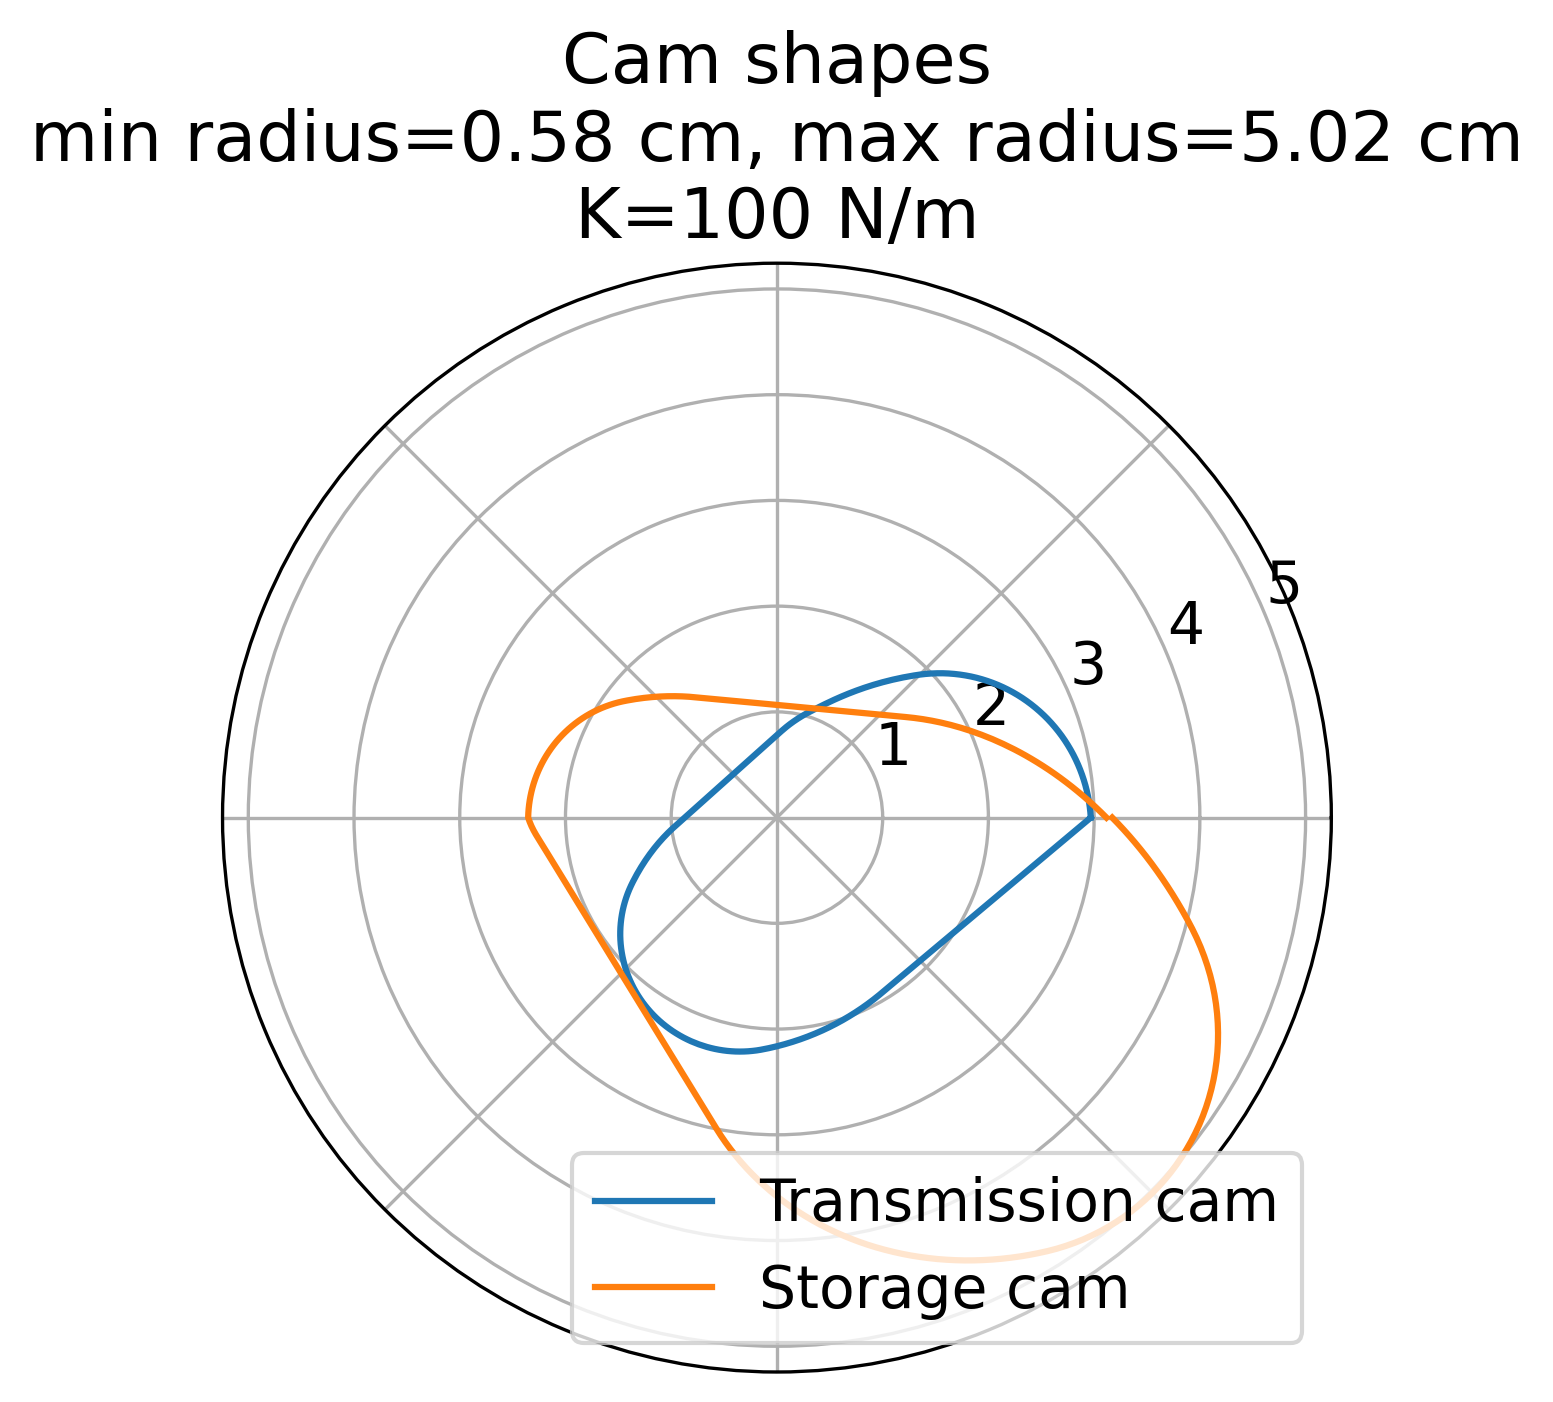 Cam shapes
min radius=0.58 cm, max radius=5.02 cm
K=100 N/m
5
4
3
2
1
Transmission cam
Storage cam